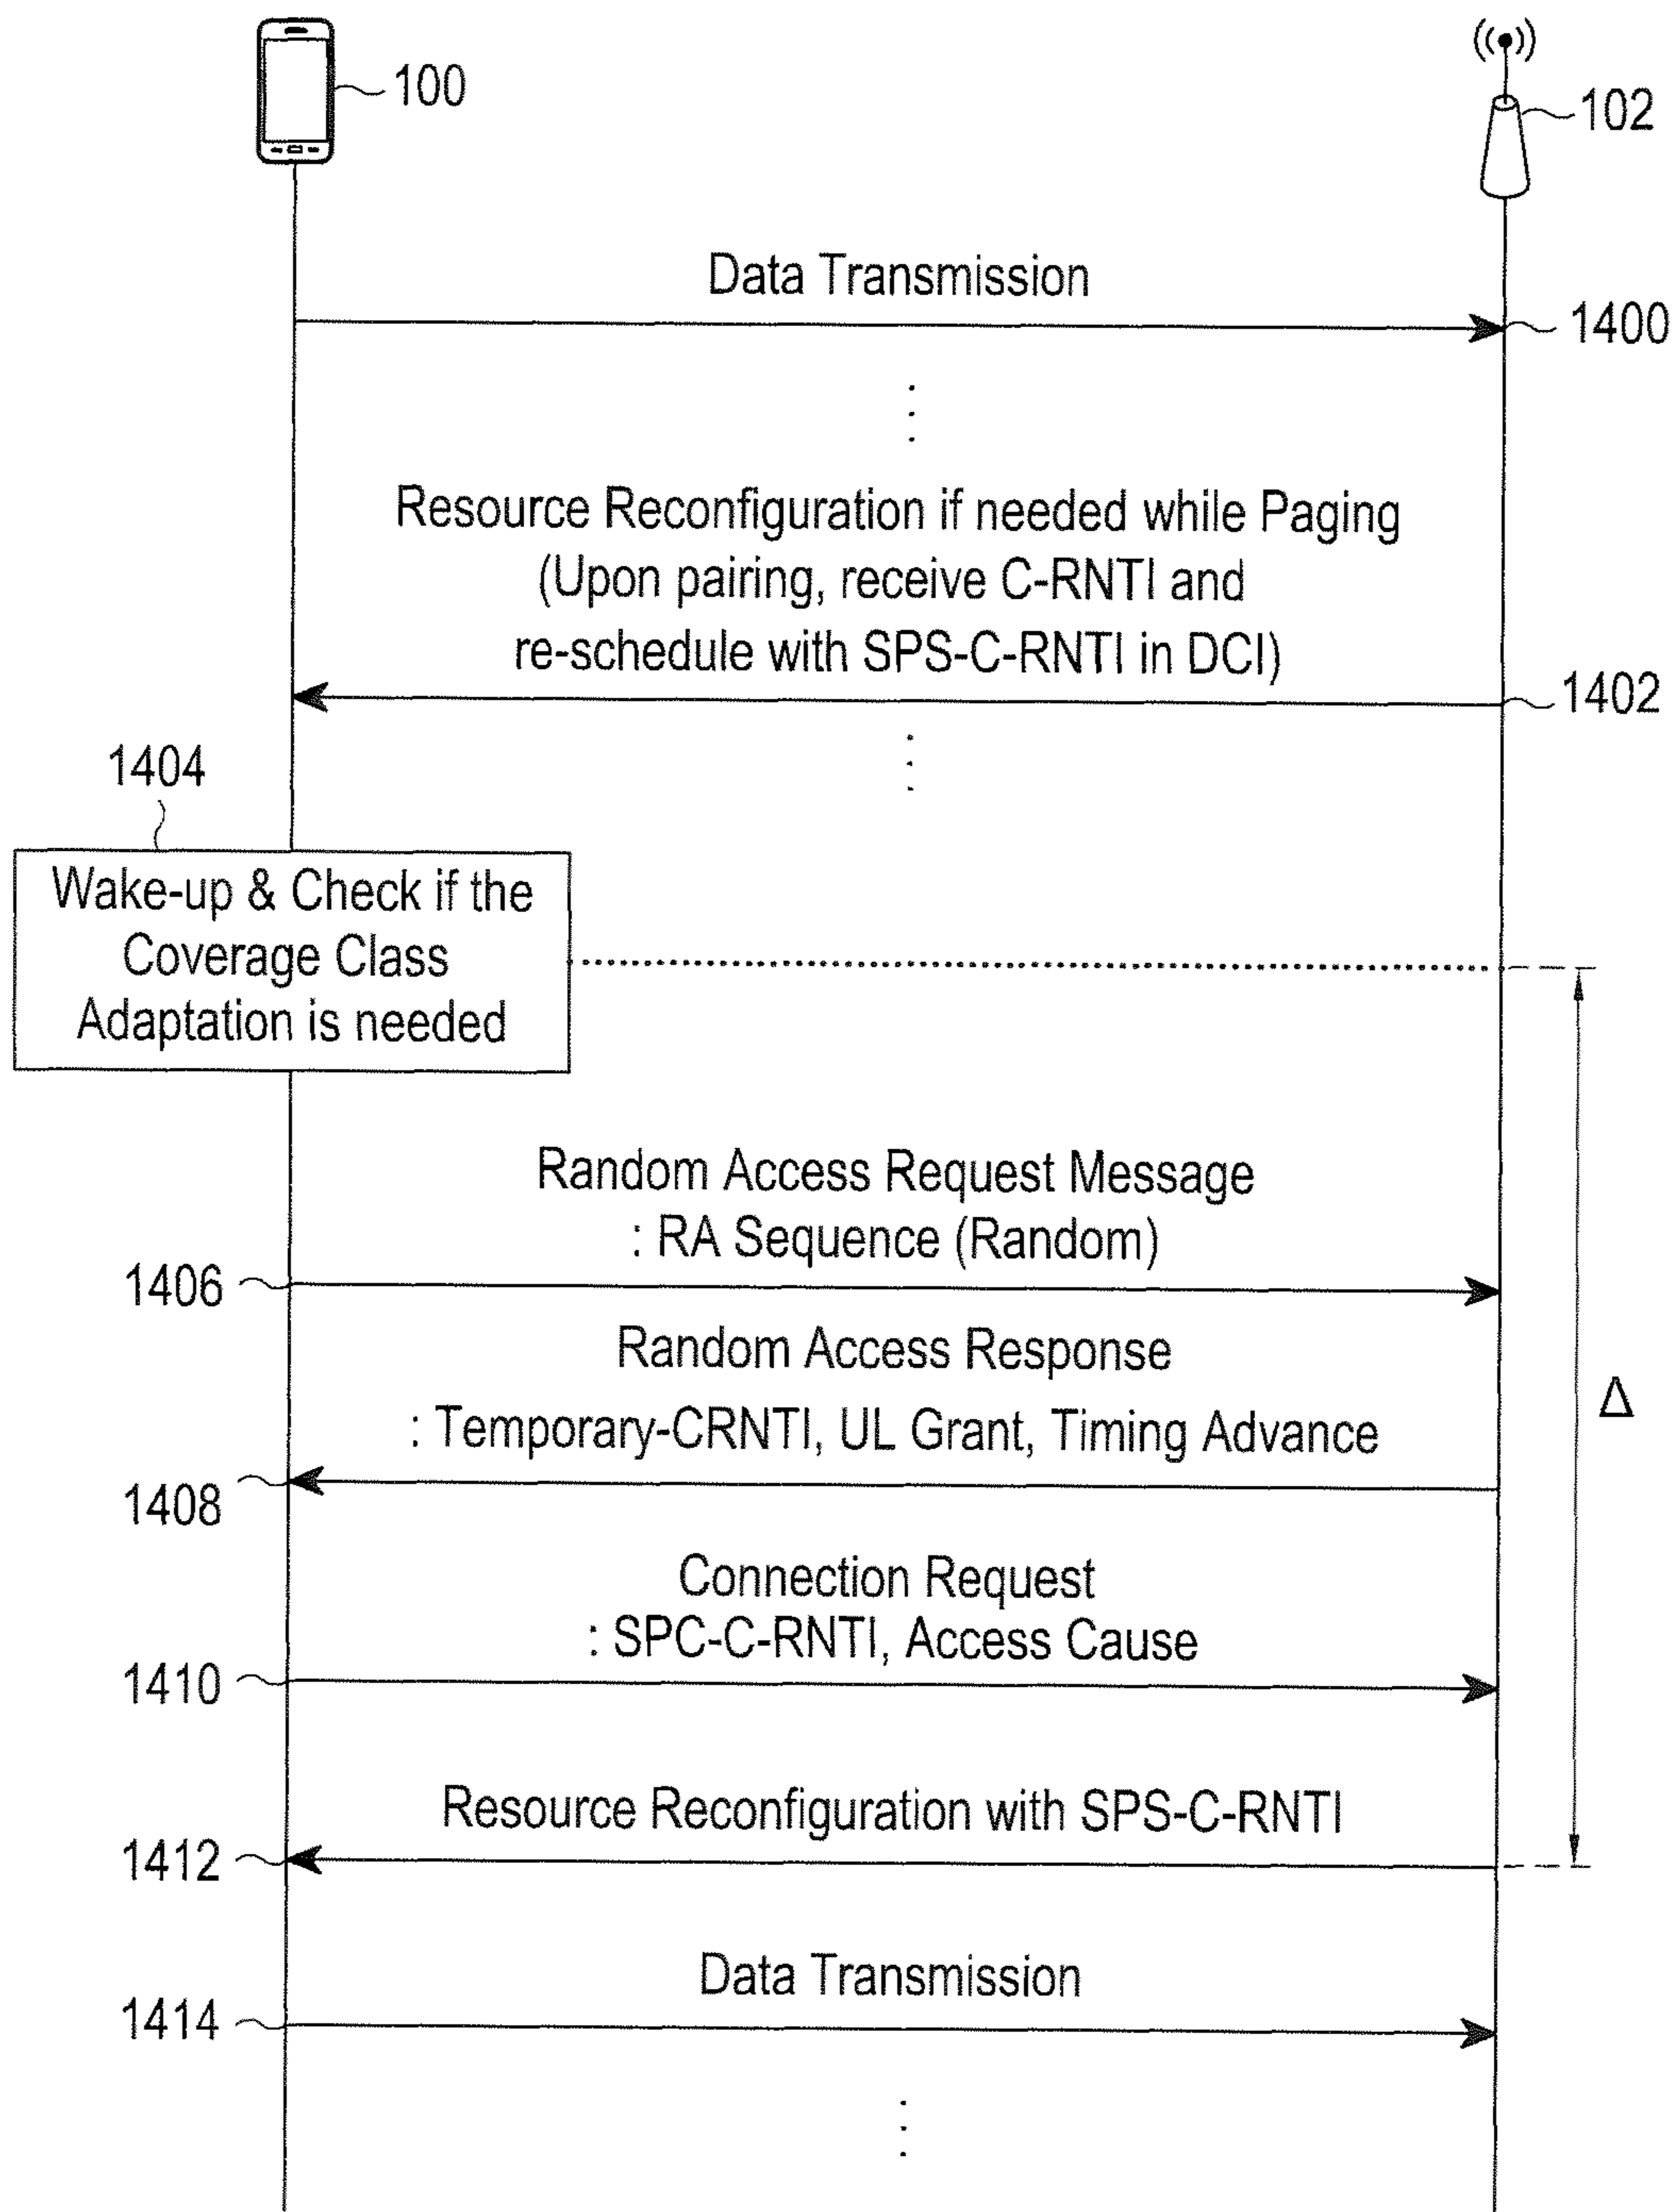 100
102
Data Transmission
1400
Resource Reconfiguration if needed while Paging
(Upon pairing, receive C-RNTI and
re-schedule with SPS-C-RNTI in DCI)
1402
1404
Wake-up & Check if the
Coverage Class
Adaptation is needed
Random Access Request Message
: RA Sequence (Random)
1406
Random Access Response
: Temporary-CRNTI, UL Grant, Timing Advance
Δ
1408
Connection Request
: SPC-C-RNTI, Access Cause
1410
Resource Reconfiguration with SPS-C-RNTI
1412
Data Transmission
1414